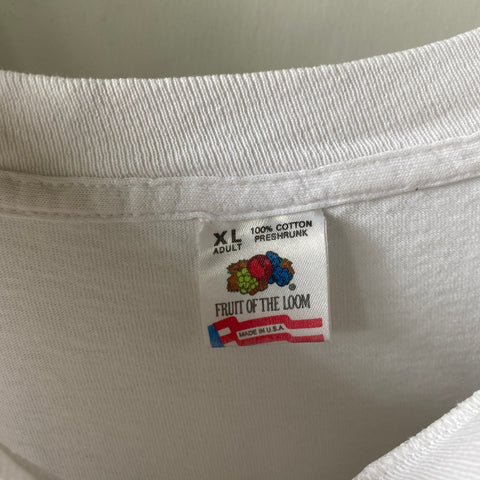 XL 100% COTTON
ADULT PRESHRUNK
®
FRUIT OF THE LOOM
MADE IN U.S.A.